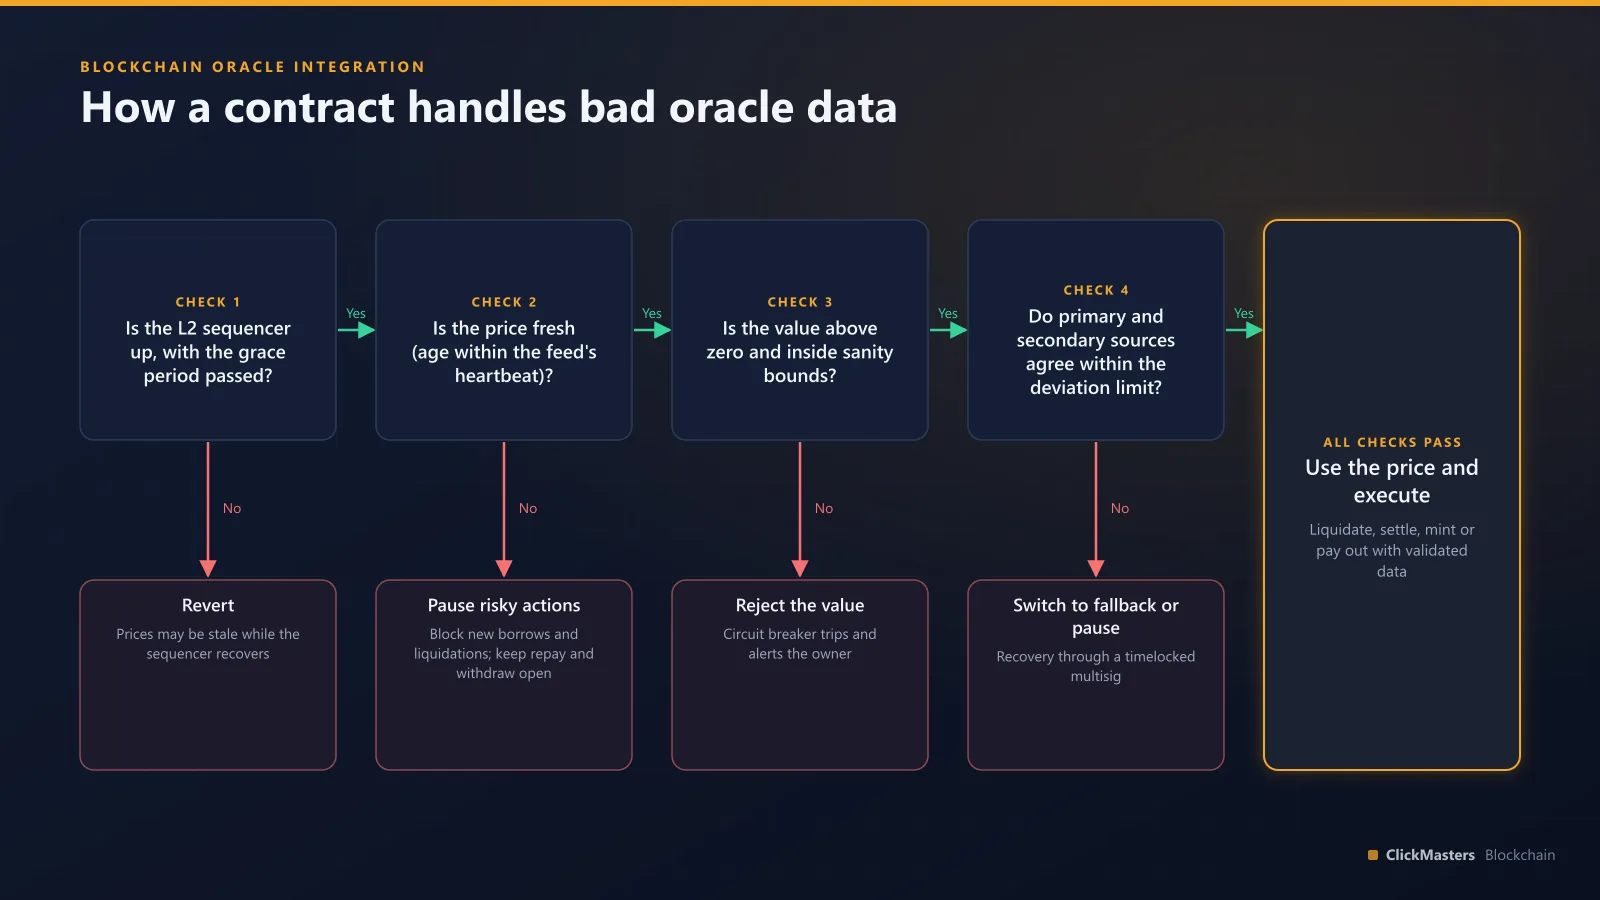 BLOCKCHAIN ORACLE INTEGRATION
How a contract handles bad oracle data
CHECK 1
Is the L2 sequencer
up, with the grace
period passed?
Yes
CHECK 2
Is the price fresh
(age within the feed's
heartbeat)?
Yes
CHECK 3
Is the value above
zero and inside sanity
bounds?
Yes
CHECK 4
Do primary and
secondary sources
agree within the
deviation limit?
Yes
ALL CHECKS PASS
Use the price and
execute
Liquidate, settle, mint or
pay out with validated
data
No
No
No
No
Revert
Prices may be stale while the
sequencer recovers
Pause risky actions
Block new borrows and
liquidations; keep repay and
withdraw open
Reject the value
Circuit breaker trips and
alerts the owner
Switch to fallback or
pause
Recovery through a timelocked
multisig
ClickMasters Blockchain